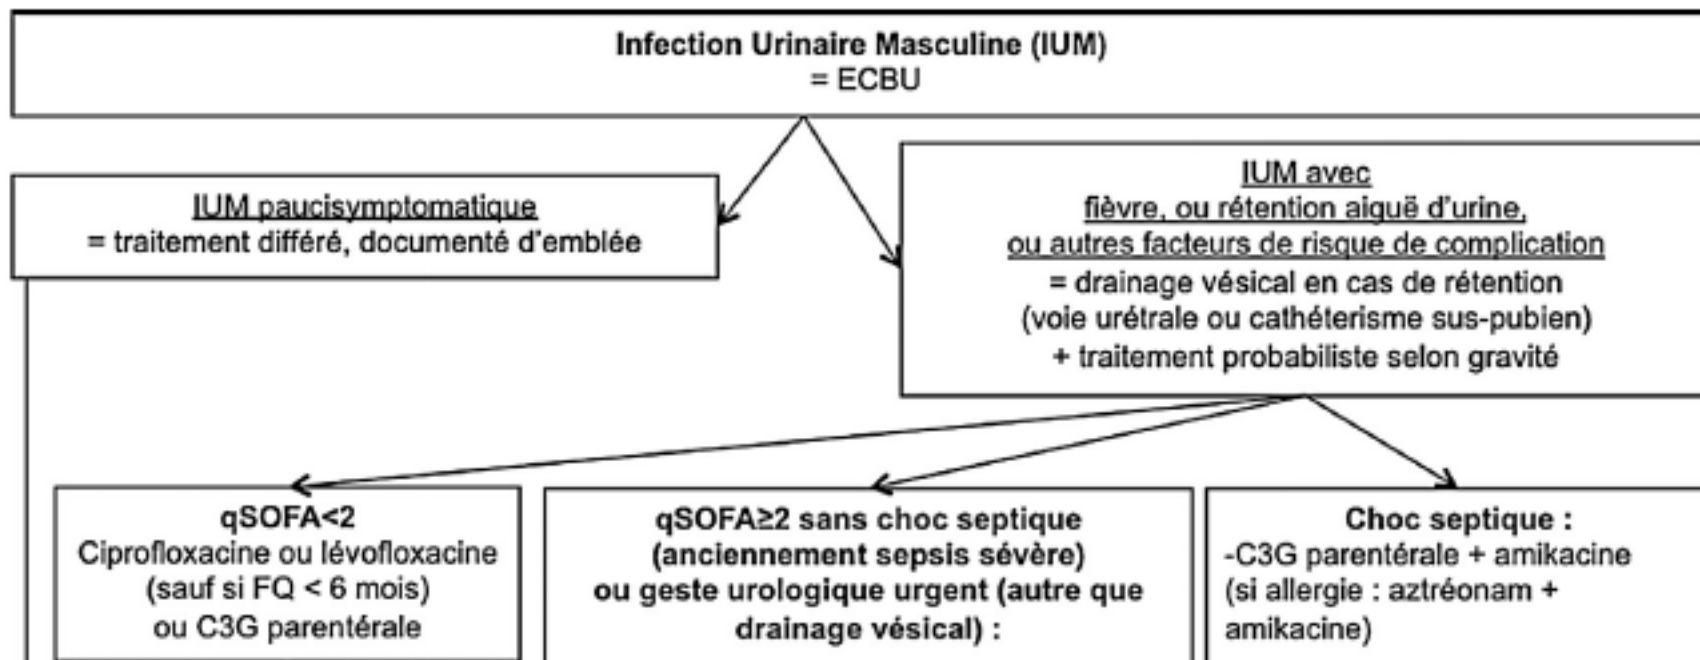 Infection Urinaire Masculine (IUM)
= ECBU
IUM paucisymptomatique
= traitement différé, documenté d'emblée
IUM avec
fièvre, ou rétention aiguë d'urine,
ou autres facteurs de risque de complication
= drainage vésical en cas de rétention
(voie urétrale ou cathéterisme sus-pubien)
+ traitement probabiliste selon gravité
qSOFA<2
Ciprofloxacine ou lévofloxacine
(sauf si FQ < 6 mois)
ou C3G parentérale
qSOFA≥2 sans choc septique
(anciennement sepsis sévère)
ou geste urologique urgent (autre que
drainage vésical) :
Choc septique :
-C3G parentérale + amikacine
(si allergie : aztréonam +
amikacine)